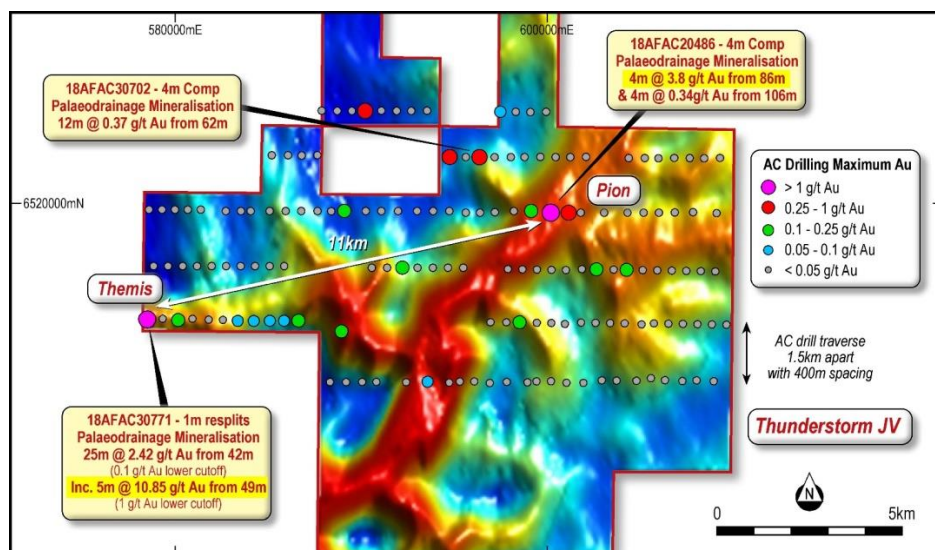 580000mE
600000mE
18AFAC20486 - 4m Comp
Palaeodrainage Mineralisation
4m @ 3.8 g/t Au from 86m
& 4m @ 0.34g/t Au from 106m
18AFAC30702 - 4m Comp
Palaeodrainage Mineralisation
12m @ 0.37 g/t Au from 62m
AC Drilling Maximum Au
> 1 g/t Au
0.25 - 1 g/t Au
0.1 - 0.25 g/t Au
0.05 - 0.1 g/t Au
< 0.05 g/t Au
6520000mN
Pion
11km
Themis
AC drill traverse
1.5km apart
with 400m spacing
18AFAC30771 - 1m resplits
Palaeodrainage Mineralisation
25m @ 2.42 g/t Au from 42m
(0.1 g/t Au lower cutoff)
Inc. 5m @ 10.85 g/t Au from 49m
(1 g/t Au lower cutoff)
Thunderstorm JV
N
0
5km